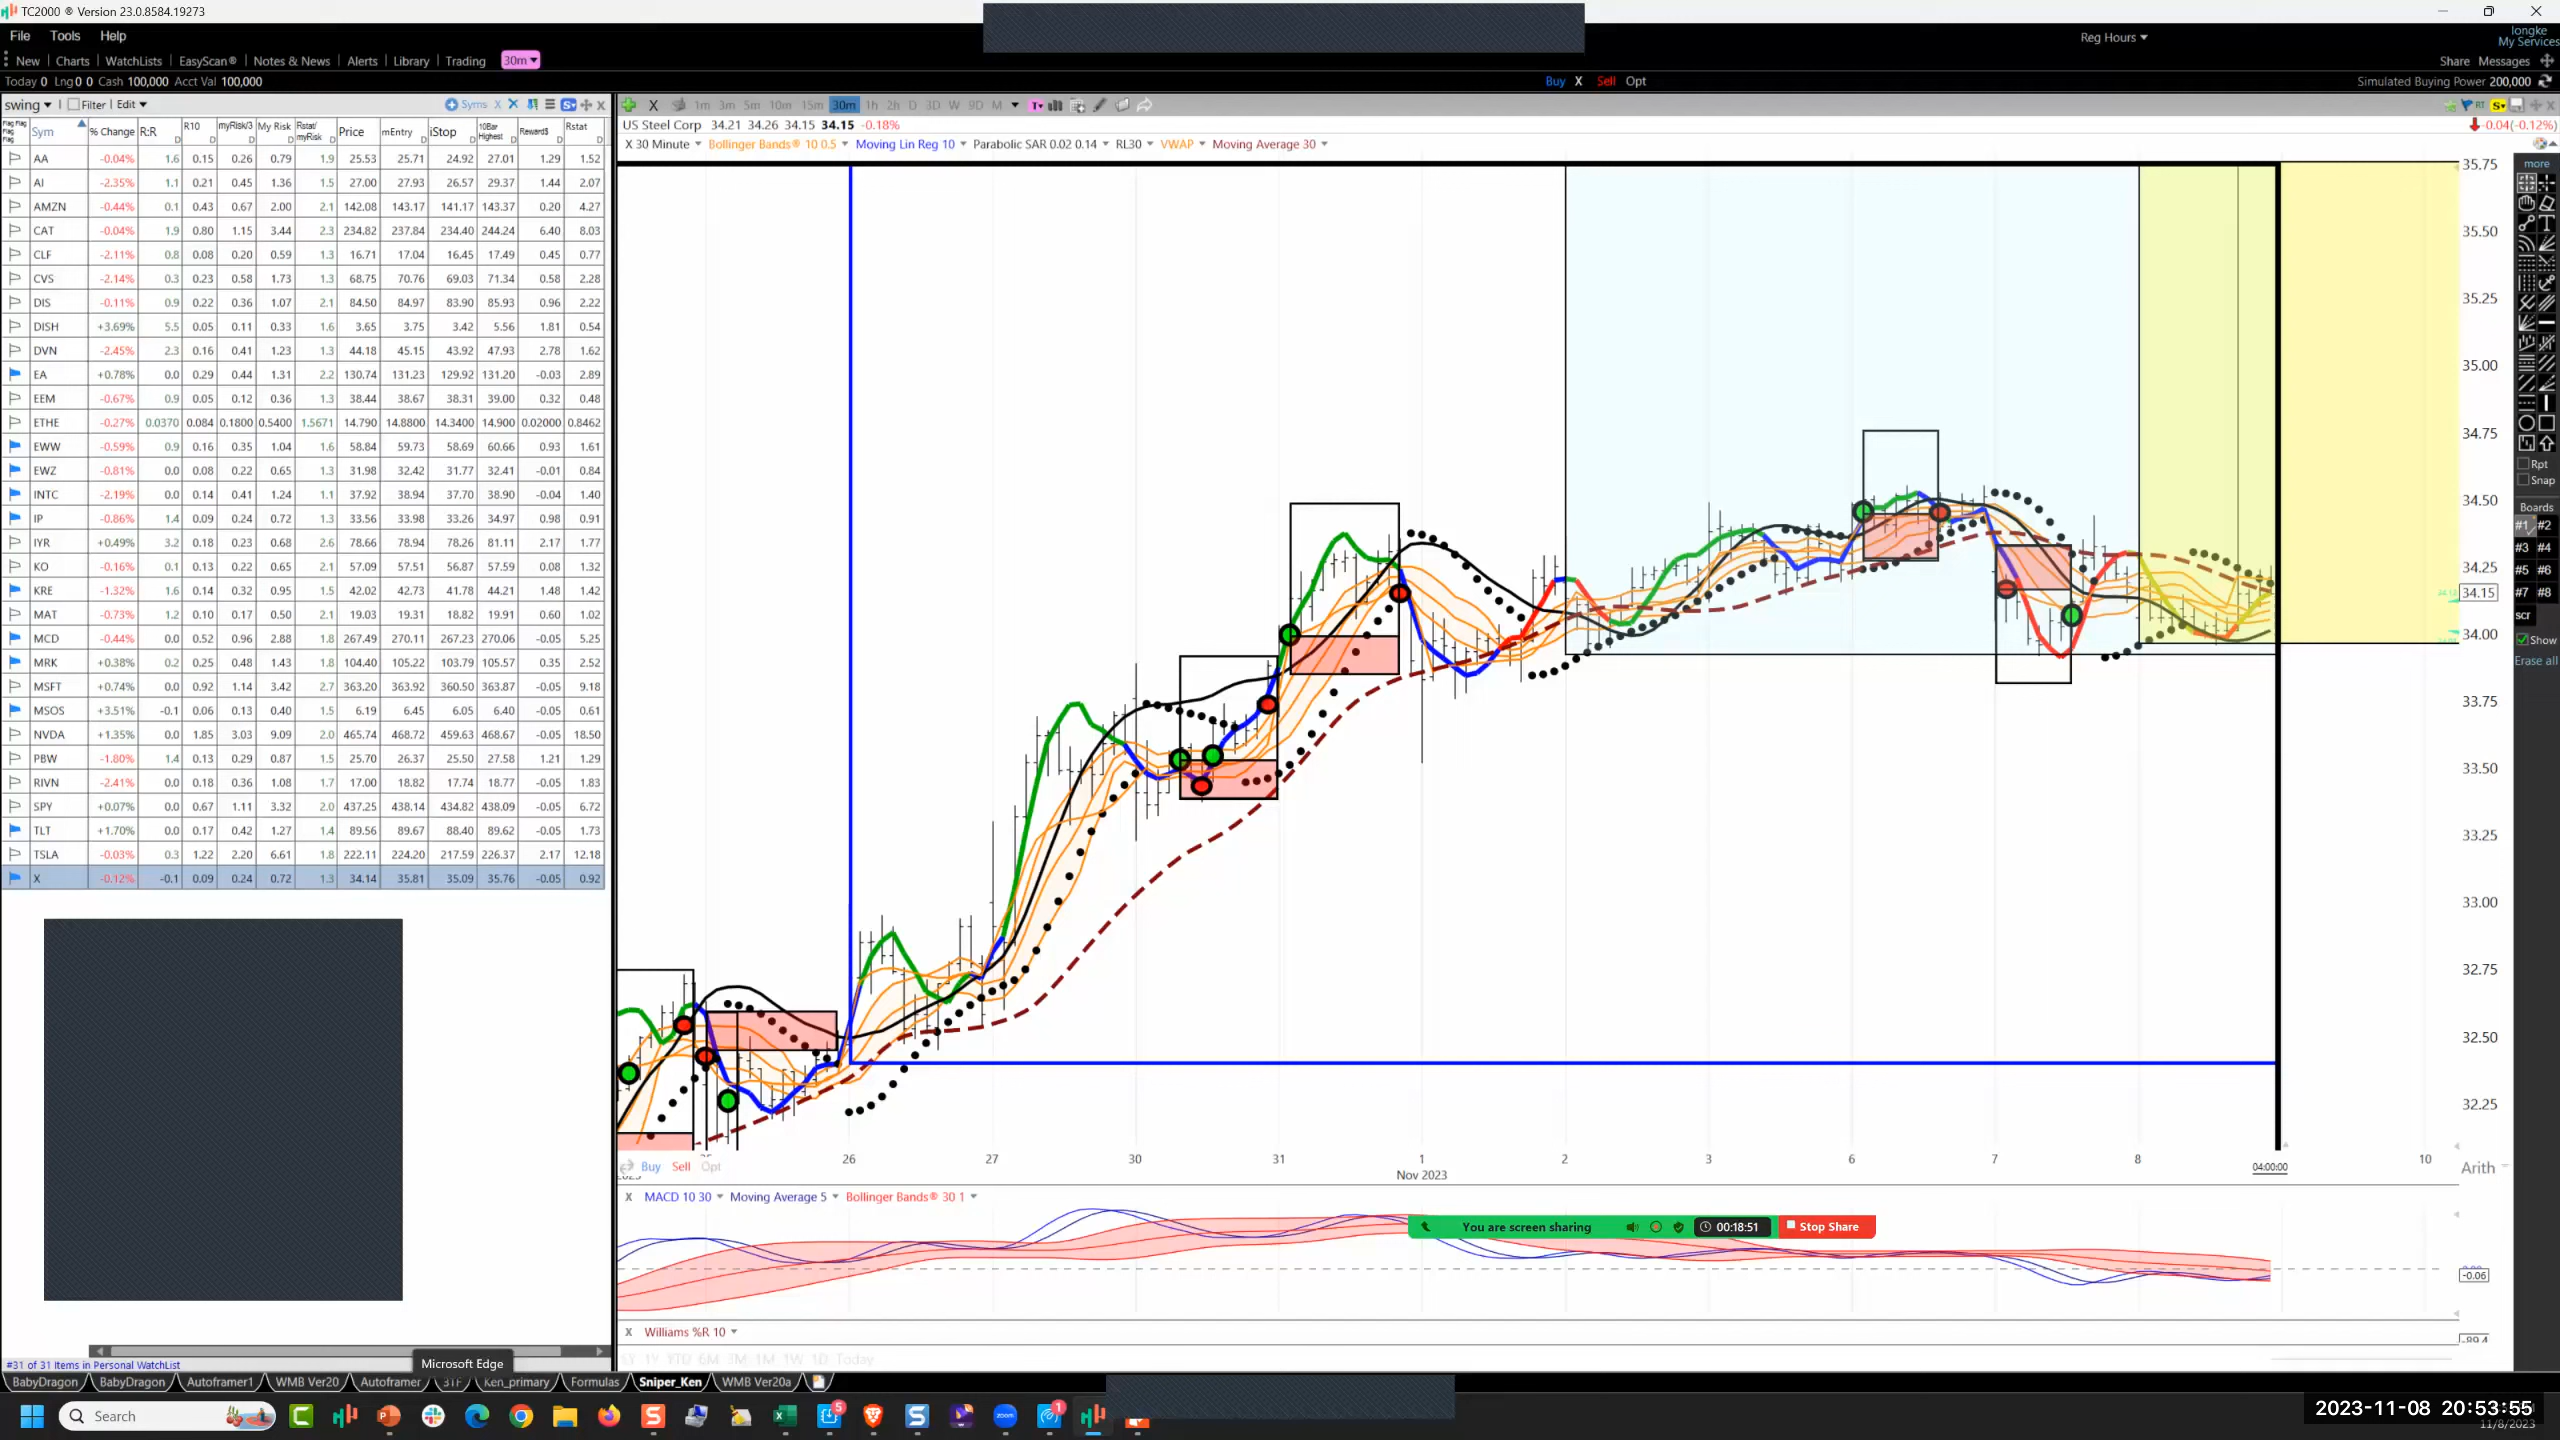 TC2000 ® Version 23.0.8584.19273
File Tools Help
Reg Hours
longke
My Services
New Charts WatchLists EasyScan® Notes & News Alerts Library Trading 30m
Share Messages
Today 0 Lng 0 0 Cash 100,000 Acct Val 100,000
Buy X Sell Opt
Simulated Buying Power 200,000
swing Filter Edit Syms X
X 1m 3m 5m 10m 15m 30m 1h 2h D 3D W 9D M
US Steel Corp 34.21 34.26 34.15 34.15 -0.18%
-0.04(-0.12%)
X 30 Minute Bollinger Bands® 10 0.5 Moving Lin Reg 10 Parabolic SAR 0.02 0.14 RL30 VWAP Moving Average 30
Sym % Change R:R R10 myRisk/3 My Risk Rstat/myRisk Price mEntry iStop 10Bar Highest Reward$ Rstat
AA -0.04% 1.6 0.15 0.26 0.79 1.9 25.53 25.71 24.92 27.01 1.29 1.52
AI -2.35% 1.1 0.21 0.45 1.36 1.5 27.00 27.93 26.57 29.37 1.44 2.07
AMZN -0.44% 0.1 0.43 0.67 2.00 2.1 142.08 143.17 141.17 143.37 0.20 4.27
CAT -0.04% 1.9 0.80 1.15 3.44 2.3 234.82 237.84 234.40 244.24 6.40 8.03
CLF -2.11% 0.8 0.08 0.20 0.59 1.3 16.71 17.04 16.45 17.49 0.45 0.77
CVS -2.14% 0.3 0.23 0.58 1.73 1.3 68.75 70.76 69.03 71.34 0.58 2.28
DIS -0.11% 0.9 0.22 0.36 1.07 2.1 84.50 84.97 83.90 85.93 0.96 2.22
DISH +3.69% 5.5 0.05 0.11 0.33 1.6 3.65 3.75 3.42 5.56 1.81 0.54
DVN -2.45% 2.3 0.16 0.41 1.23 1.3 44.18 45.15 43.92 47.93 2.78 1.62
EA +0.78% 0.0 0.29 0.44 1.31 2.2 130.74 131.23 129.92 131.20 -0.03 2.89
EEM -0.67% 0.9 0.05 0.12 0.36 1.3 38.44 38.67 38.31 39.00 0.32 0.48
ETHE -0.27% 0.0370 0.084 0.1800 0.5400 1.5671 14.790 14.8800 14.3400 14.900 0.02000 0.8462
EWW -0.59% 0.9 0.16 0.35 1.04 1.6 58.84 59.73 58.69 60.66 0.93 1.61
EWZ -0.81% 0.0 0.08 0.22 0.65 1.3 31.98 32.42 31.77 32.41 -0.01 0.84
INTC -2.19% 0.0 0.14 0.41 1.24 1.1 37.92 38.94 37.70 38.90 -0.04 1.40
IP -0.86% 1.4 0.09 0.24 0.72 1.3 33.56 33.98 33.26 34.97 0.98 0.91
IYR +0.49% 3.2 0.18 0.23 0.68 2.6 78.66 78.94 78.26 81.11 2.17 1.77
KO -0.16% 0.1 0.13 0.22 0.65 2.1 57.09 57.51 56.87 57.59 0.08 1.32
KRE -1.32% 1.6 0.14 0.32 0.95 1.5 42.02 42.73 41.78 44.21 1.48 1.42
MAT -0.73% 1.2 0.10 0.17 0.50 2.1 19.03 19.31 18.82 19.91 0.60 1.02
MCD -0.44% 0.0 0.52 0.96 2.88 1.8 267.49 270.11 267.23 270.06 -0.05 5.25
MRK +0.38% 0.2 0.25 0.48 1.43 1.8 104.40 105.22 103.79 105.57 0.35 2.52
MSFT +0.74% 0.0 0.92 1.14 3.42 2.7 363.20 363.92 360.50 363.87 -0.05 9.18
MSOS +3.51% -0.1 0.06 0.13 0.40 1.5 6.19 6.45 6.05 6.40 -0.05 0.61
NVDA +1.35% 0.0 1.85 3.03 9.09 2.0 465.74 468.72 459.63 468.67 -0.05 18.50
PBW -1.80% 1.4 0.13 0.29 0.87 1.5 25.70 26.37 25.50 27.58 1.21 1.29
RIVN -2.41% 0.0 0.18 0.36 1.08 1.7 17.00 18.82 17.74 18.77 -0.05 1.83
SPY +0.07% 0.0 0.67 1.11 3.32 2.0 437.25 438.14 434.82 438.09 -0.05 6.72
TLT +1.70% 0.0 0.17 0.42 1.27 1.4 89.56 89.67 88.40 89.62 -0.05 1.73
TSLA -0.03% 0.3 1.22 2.20 6.61 1.8 222.11 224.20 217.59 226.37 2.17 12.18
X -0.12% -0.1 0.09 0.24 0.72 1.3 34.14 35.81 35.09 35.76 -0.05 0.92
35.75
35.50
35.25
35.00
34.75
34.50
34.25
34.15
34.00
33.75
33.50
33.25
33.00
32.75
32.50
32.25
more
Rpt
Snap
Boards
#1 #2
#3 #4
#5 #6
#7 #8
scr
Show
Erase all
26 27 30 31 1 2 3 6 7 8 04:00:00 10
Buy Sell Opt
Nov 2023
Arith
X MACD 10 30 Moving Average 5 Bollinger Bands® 30 1
You are screen sharing 00:18:51 Stop Share
-0.06
X Williams %R 10
-89.4
1Y YTD 6M 3M 1M 1W 1D Today
#31 of 31 Items in Personal WatchList
Microsoft Edge
BabyDragon BabyDragon Autoframer1 WMB Ver20 Autoframer 3TF Ken_primary Formulas Sniper_Ken WMB Ver20a
Search
zoom
5
1
2023-11-08 20:53:55
11/8/2023